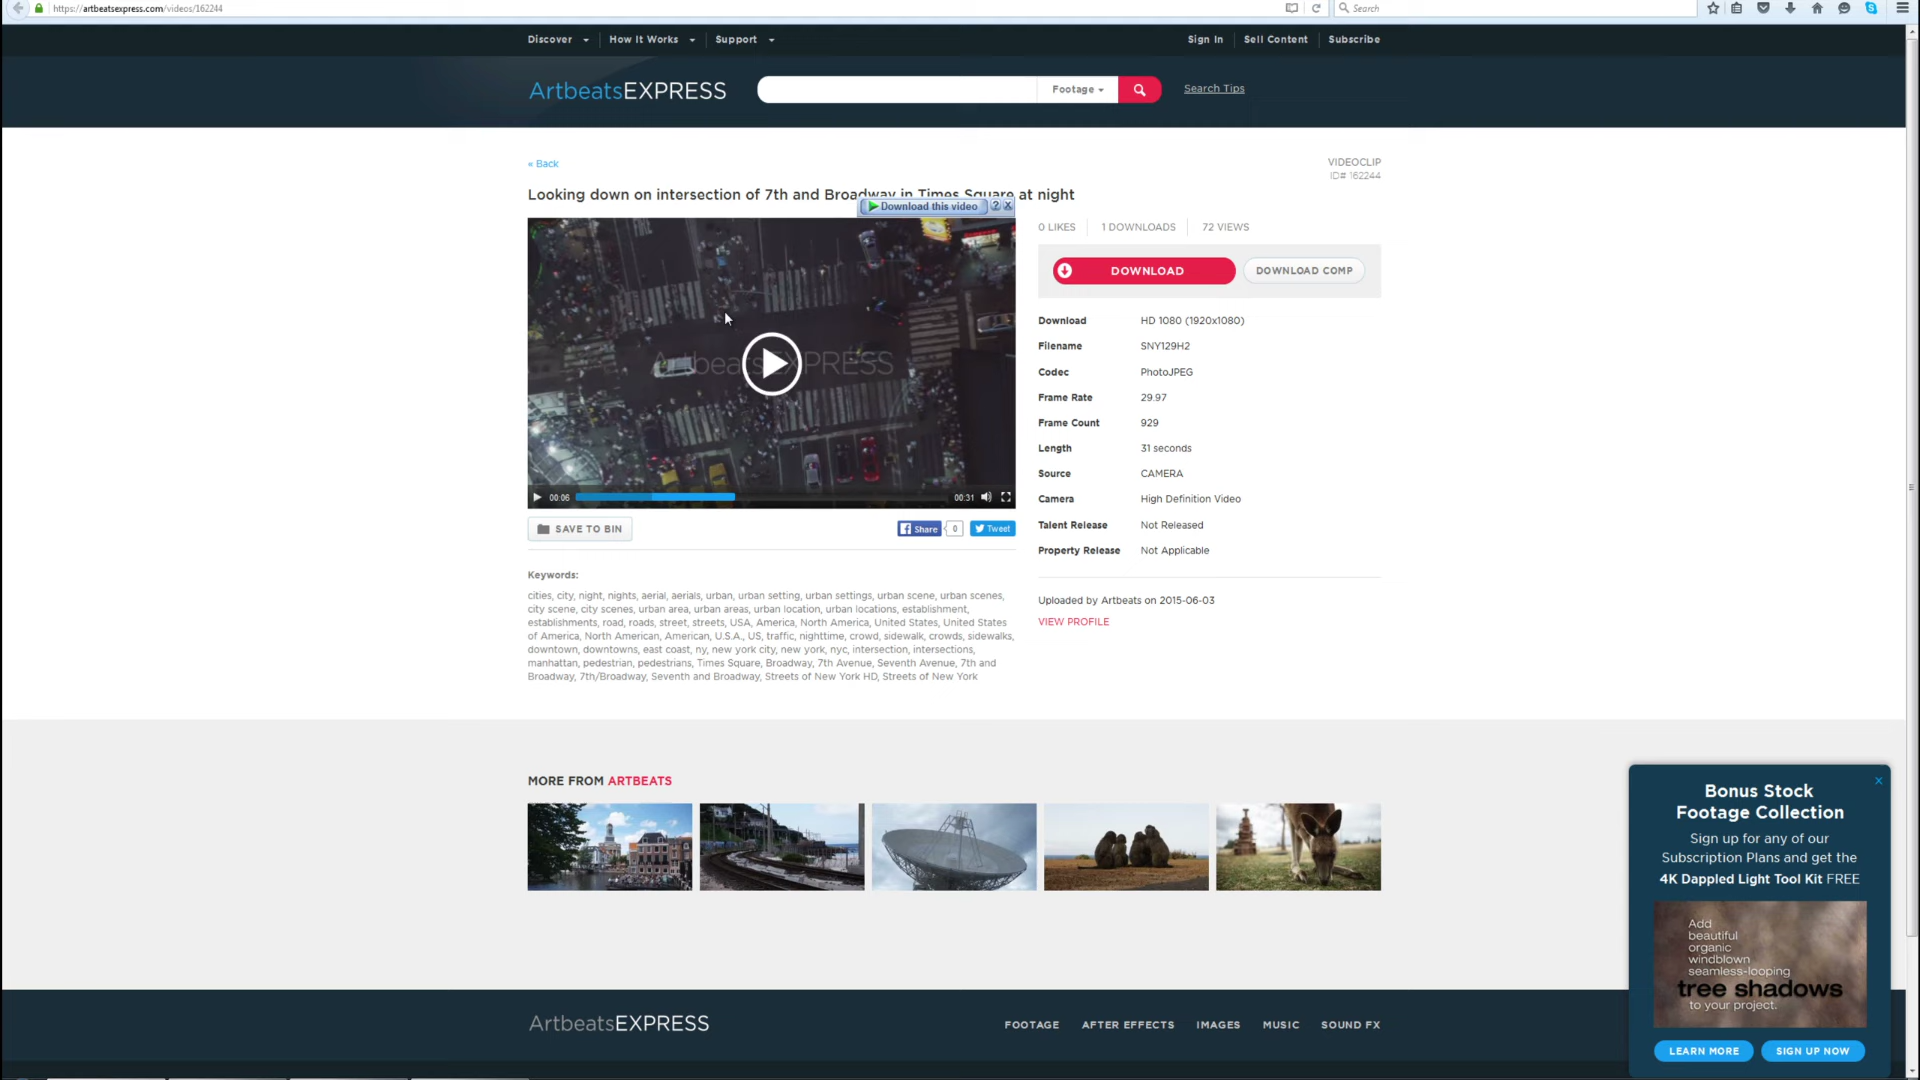 https://artbeatsexpress.com/videos/162244
Search
Discover
How It Works
Support
Sign In
Sell Content
Subscribe
ArtbeatsEXPRESS
Footage
Search Tips
« Back
VIDEOCLIP
ID# 162244
Looking down on intersection of 7th and Broadway in Times Square at night
Download this video
?
0 LIKES
1 DOWNLOADS
72 VIEWS
DOWNLOAD
DOWNLOAD COMP
Download HD 1080 (1920x1080)
Filename SNY129H2
Codec PhotoJPEG
Frame Rate 29.97
Frame Count 929
Length 31 seconds
Source CAMERA
Camera High Definition Video
Talent Release Not Released
Property Release Not Applicable
ArtbeatsEXPRESS
00:06
00:31
SAVE TO BIN
Share
0
Tweet
Uploaded by Artbeats on 2015-06-03
VIEW PROFILE
Keywords:
cities, city, night, nights, aerial, aerials, urban, urban setting, urban settings, urban scene, urban scenes,
city scene, city scenes, urban area, urban areas, urban location, urban locations, establishment,
establishments, road, roads, street, streets, USA, America, North America, United States, United States
of America, North American, American, U.S.A., US, traffic, nighttime, crowd, sidewalk, crowds, sidewalks,
downtown, downtowns, east coast, ny, new york city, new york, nyc, intersection, intersections,
manhattan, pedestrian, pedestrians, Times Square, Broadway, 7th Avenue, Seventh Avenue, 7th and
Broadway, 7th/Broadway, Seventh and Broadway, Streets of New York HD, Streets of New York
MORE FROM ARTBEATS
Bonus Stock
Footage Collection
Sign up for any of our
Subscription Plans and get the
4K Dappled Light Tool Kit FREE
Add
beautiful
organic
windblown
seamless-looping
tree shadows
to your project.
LEARN MORE
SIGN UP NOW
ArtbeatsEXPRESS
FOOTAGE
AFTER EFFECTS
IMAGES
MUSIC
SOUND FX